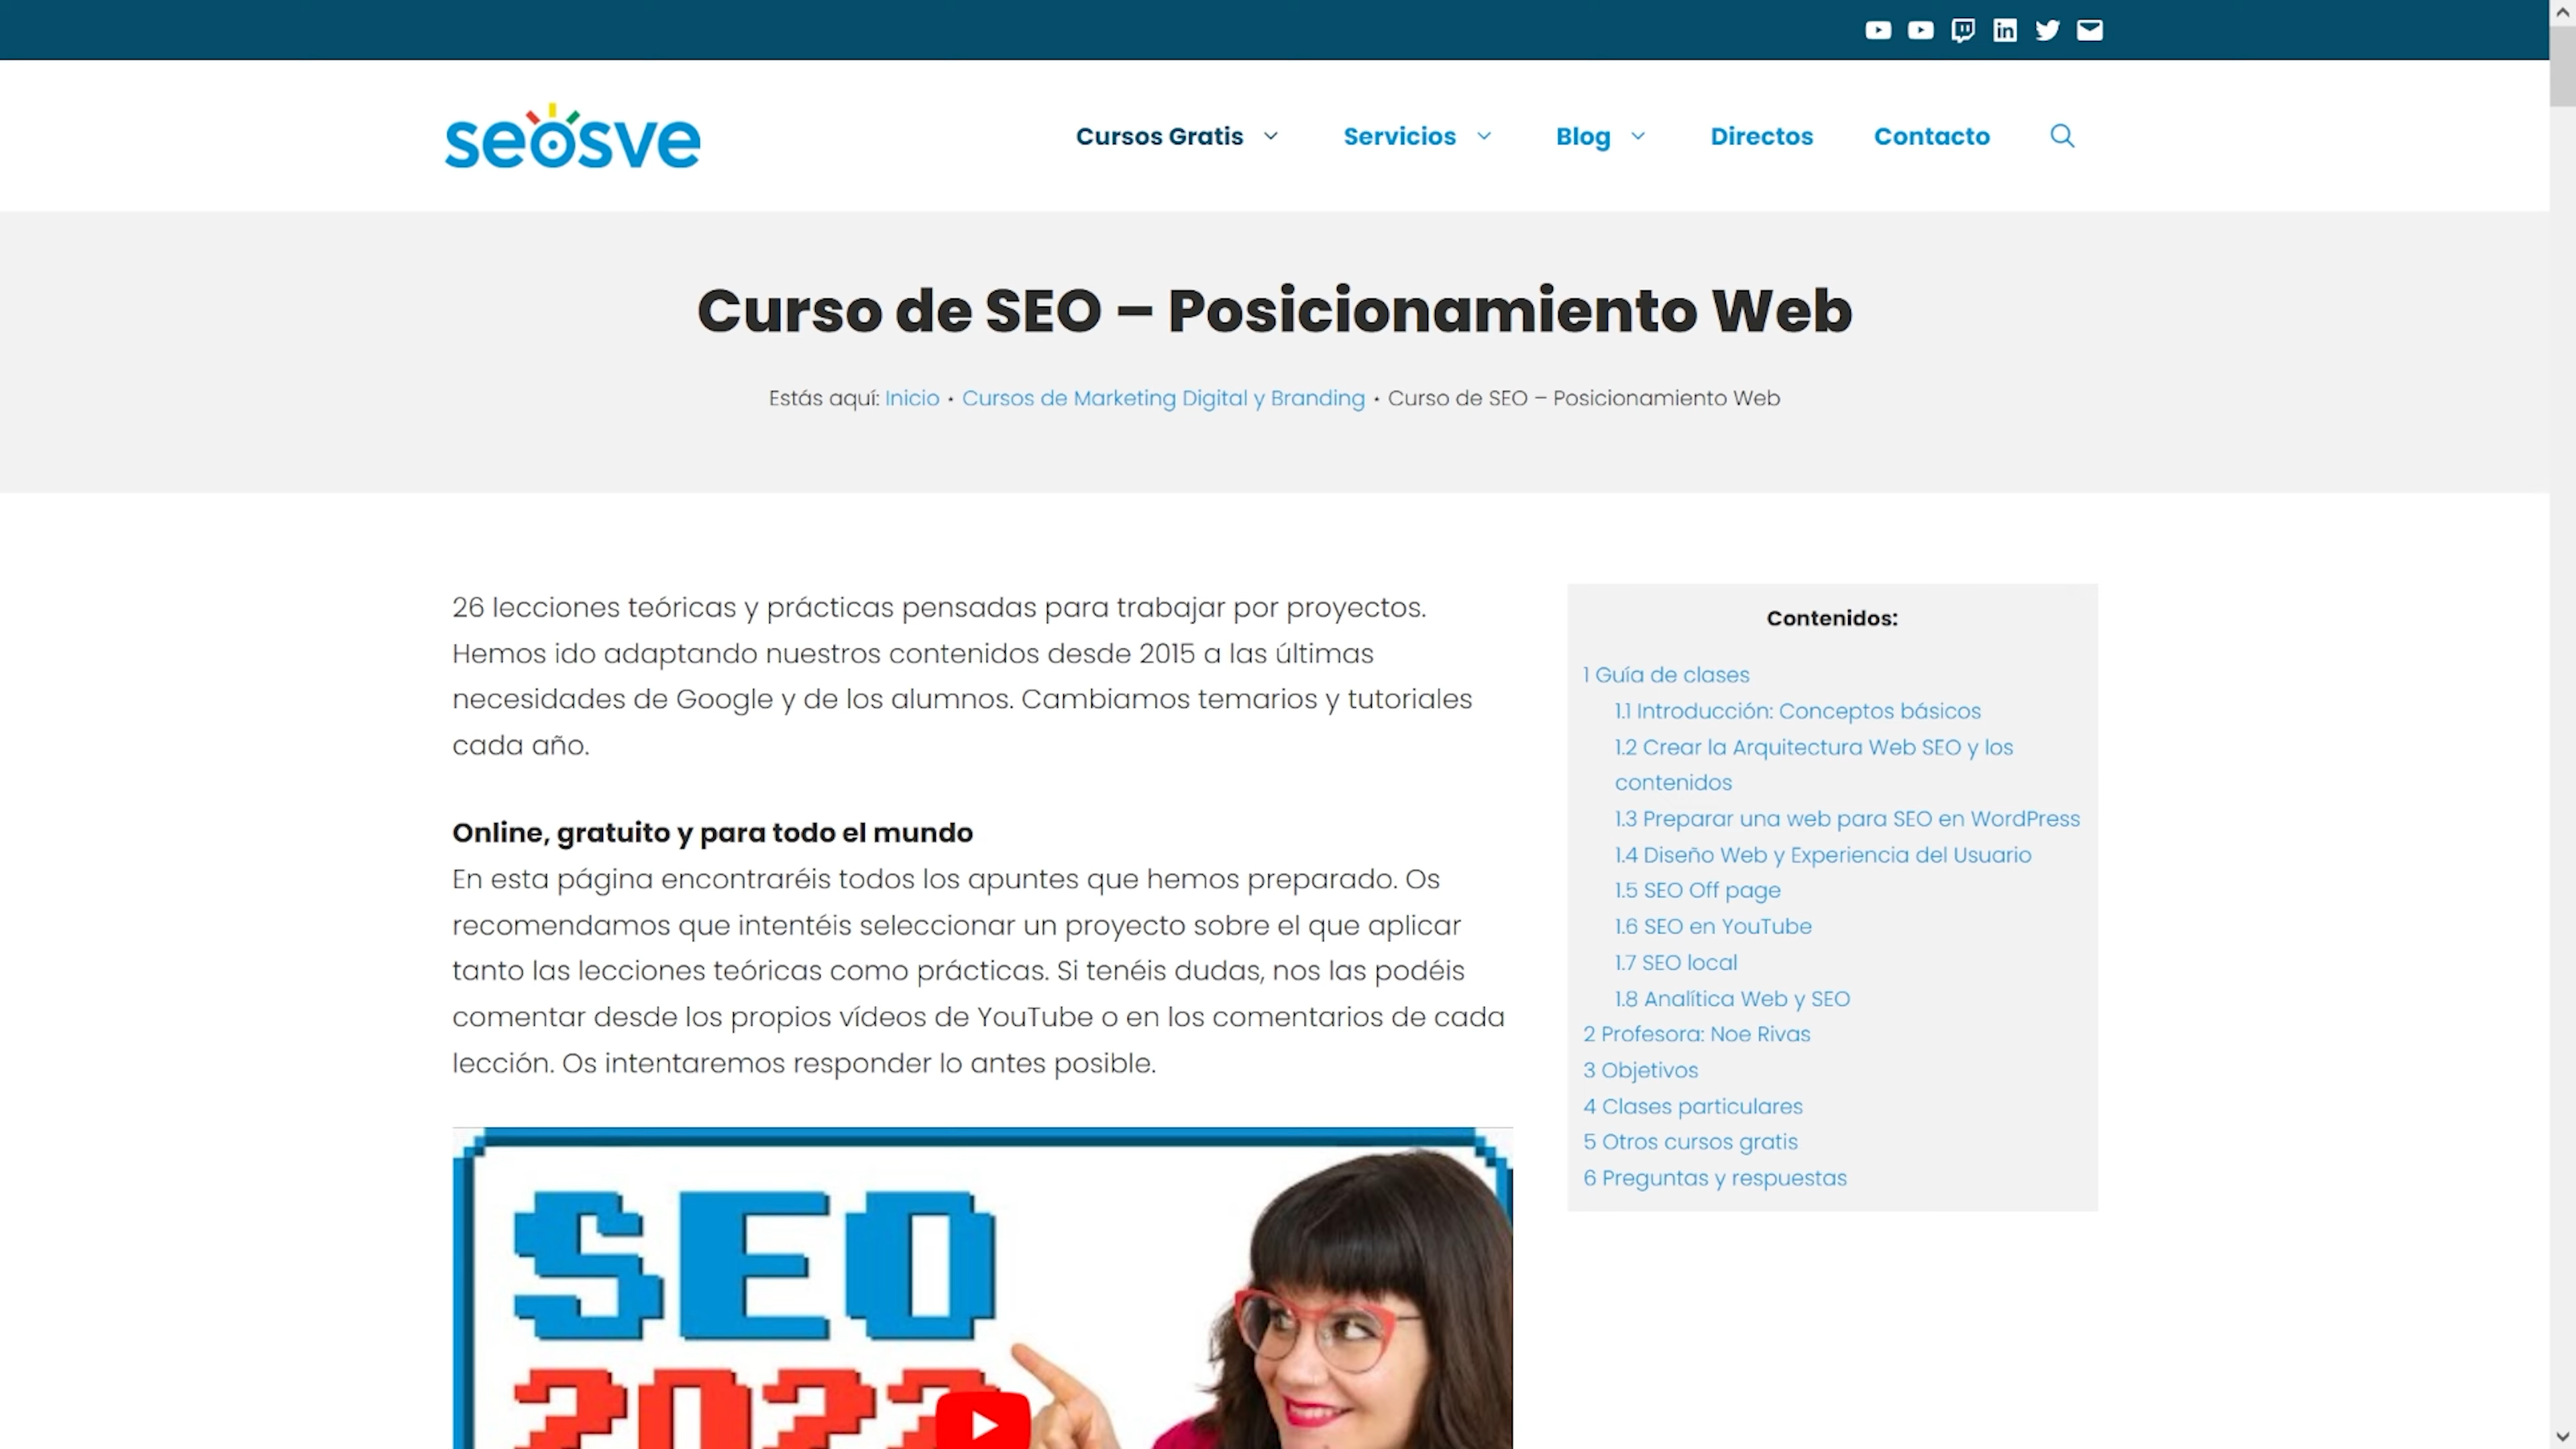 seosve
Cursos Gratis
Servicios
Blog
Directos
Contacto
Curso de SEO – Posicionamiento Web
Estás aquí: Inicio • Cursos de Marketing Digital y Branding • Curso de SEO – Posicionamiento Web
26 lecciones teóricas y prácticas pensadas para trabajar por proyectos.
Hemos ido adaptando nuestros contenidos desde 2015 a las últimas
necesidades de Google y de los alumnos. Cambiamos temarios y tutoriales
cada año.
Online, gratuito y para todo el mundo
En esta página encontraréis todos los apuntes que hemos preparado. Os
recomendamos que intentéis seleccionar un proyecto sobre el que aplicar
tanto las lecciones teóricas como prácticas. Si tenéis dudas, nos las podéis
comentar desde los propios vídeos de YouTube o en los comentarios de cada
lección. Os intentaremos responder lo antes posible.
SEO
2022
Contenidos:
1 Guía de clases
1.1 Introducción: Conceptos básicos
1.2 Crear la Arquitectura Web SEO y los
contenidos
1.3 Preparar una web para SEO en WordPress
1.4 Diseño Web y Experiencia del Usuario
1.5 SEO Off page
1.6 SEO en YouTube
1.7 SEO local
1.8 Analítica Web y SEO
2 Profesora: Noe Rivas
3 Objetivos
4 Clases particulares
5 Otros cursos gratis
6 Preguntas y respuestas